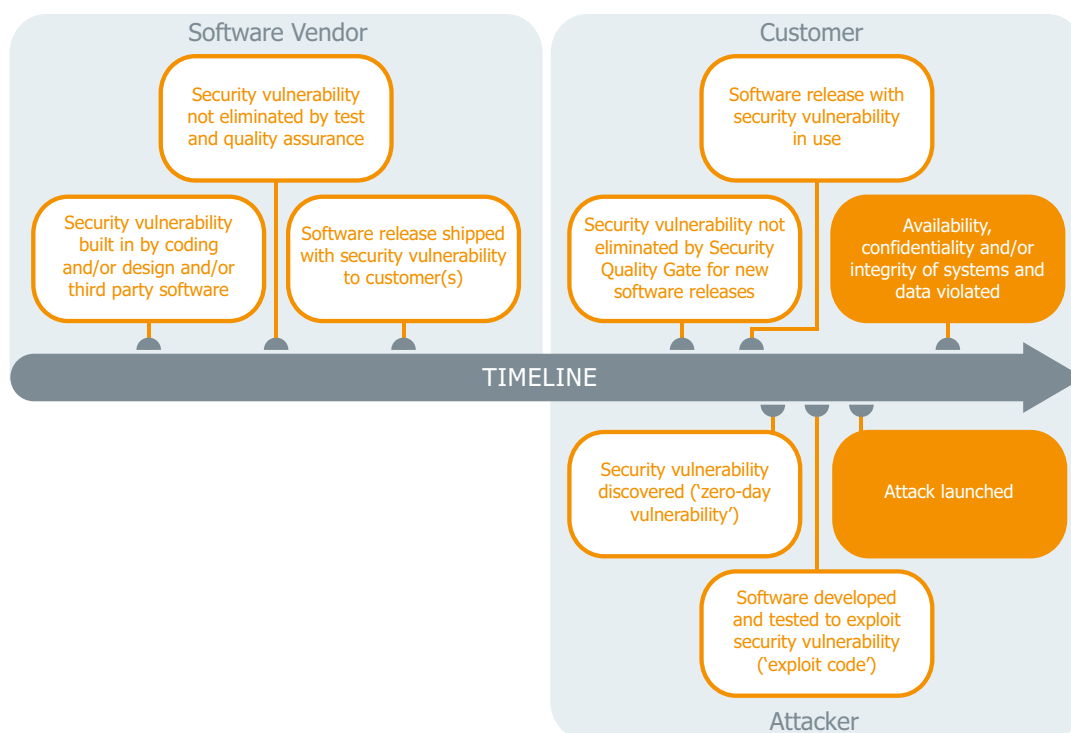 Software Vendor
Customer
Security vulnerability
not eliminated by test
and quality assurance
Software release with
security vulnerability
in use
Security vulnerability
built in by coding
and/or design and/or
third party software
Software release shipped
with security vulnerability
to customer(s)
Security vulnerability not
eliminated by Security
Quality Gate for new
software releases
Availability,
confidentiality and/or
integrity of systems and
data violated
TIMELINE
Security vulnerability
discovered (‘zero-day
vulnerability’)
Attack launched
Software developed
and tested to exploit
security vulnerability
(‘exploit code’)
Attacker